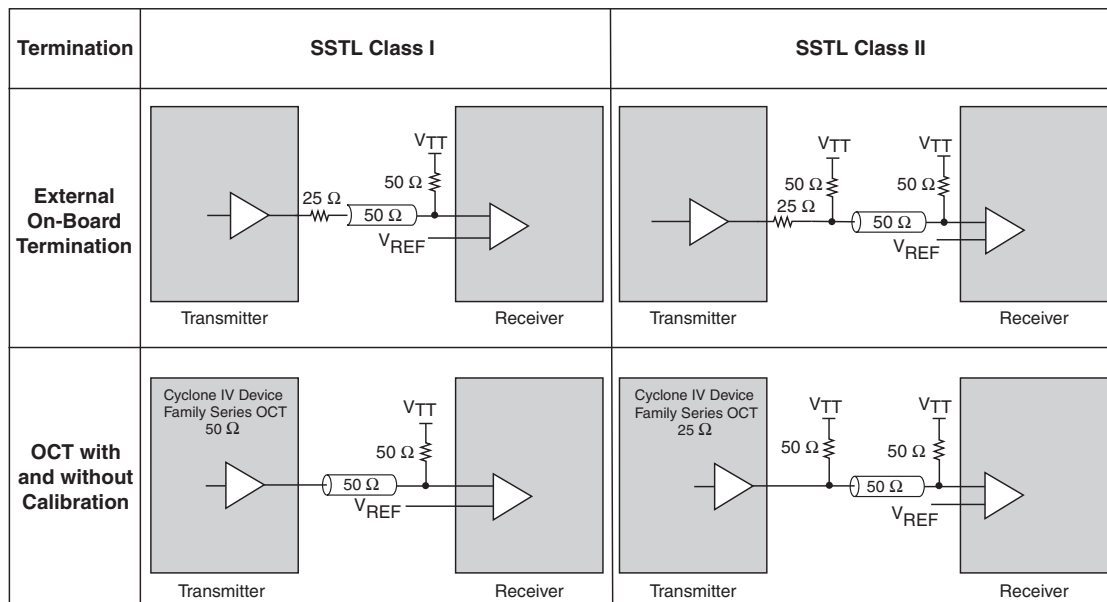 Termination
SSTL Class I
SSTL Class II
External
On-Board
Termination
VTT
50 Ω
25 Ω
50 Ω
VREF
Transmitter
Receiver
VTT
VTT
50 Ω
50 Ω
25 Ω
50 Ω
VREF
Transmitter
Receiver
OCT with
and without
Calibration
Cyclone IV Device
Family Series OCT
50 Ω
VTT
50 Ω
50 Ω
VREF
Transmitter
Receiver
Cyclone IV Device
Family Series OCT
25 Ω
VTT
VTT
50 Ω
50 Ω
50 Ω
VREF
Transmitter
Receiver